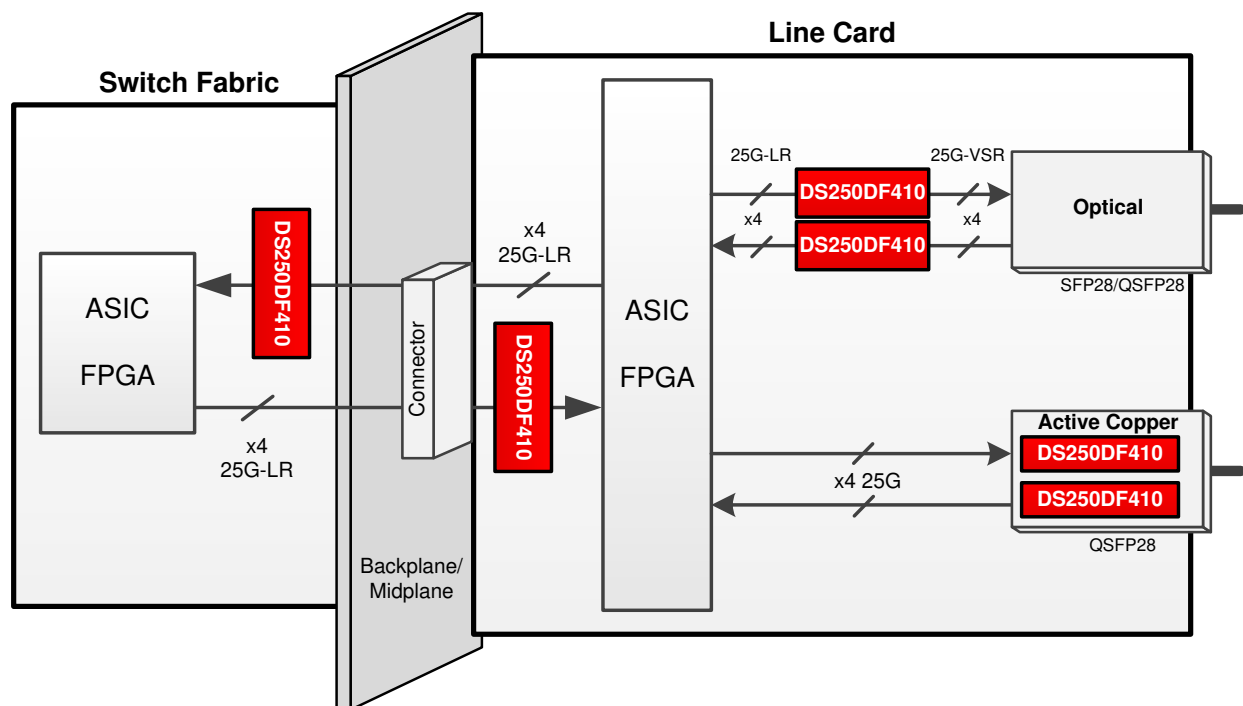 Line Card
Switch Fabric
25G-LR
25G-VSR
DS250DF410
x4
DS250DF410
x4
Optical
SFP28/QSFP28
DS250DF410
x4
25G-LR
ASIC
FPGA
Connector
DS250DF410
ASIC
FPGA
x4
25G-LR
Active Copper
DS250DF410
x4 25G
DS250DF410
QSFP28
Backplane/
Midplane